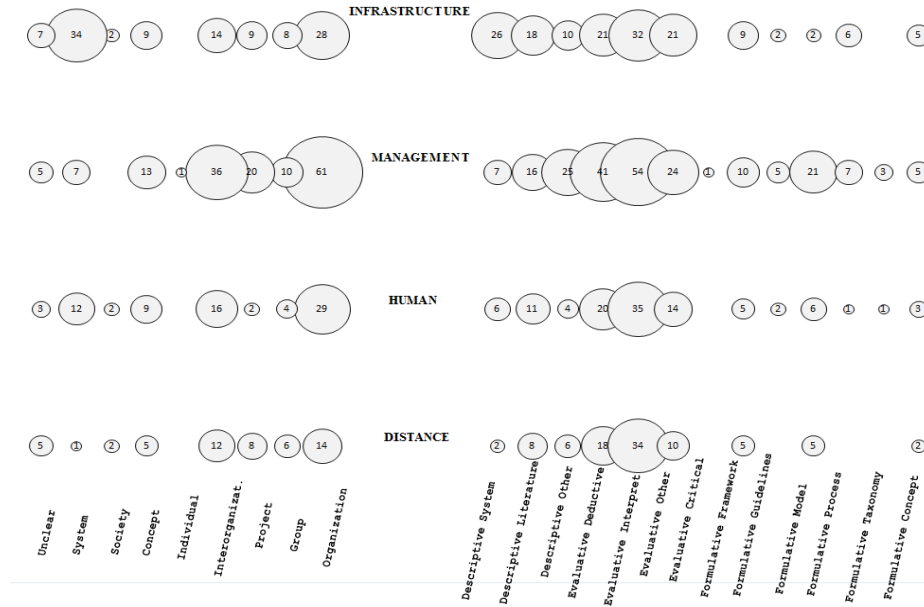 INFRASTRUCTURE
7 34 2 9 14 9 8 28 26 18 10 21 32 21 9 2 2 6 5
MANAGEMENT
5 7 13 1 36 20 10 61 7 16 25 41 54 24 1 10 5 21 7 3 5
HUMAN
3 12 2 9 16 2 4 29 6 11 4 20 35 14 5 2 6 1 1 3
DISTANCE
5 1 2 5 12 8 6 14 2 8 6 18 34 10 5 5 2
Unclear
System
Society
Concept
Individual
Interorganizat.
Project
Group
Organization
Descriptive System
Descriptive Literature
Descriptive Other
Evaluative Deductive
Evaluative Interpret
Evaluative Other
Evaluative Critical
Formulative Framework
Formulative Guidelines
Formulative Model
Formulative Process
Formulative Taxonomy
Formulative Concept